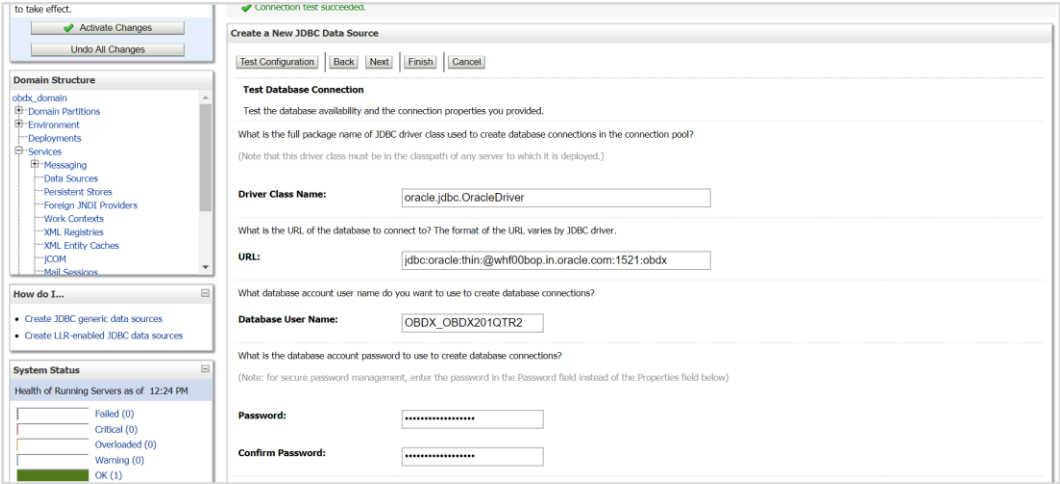 to take effect.
Activate Changes
Undo All Changes
Domain Structure
obdx_domain
Domain Partitions
Environment
Deployments
Services
Messaging
Data Sources
Persistent Stores
Foreign JNDI Providers
Work Contexts
XML Registries
XML Entity Caches
jCOM
Mail Sessions
How do I...
Create JDBC generic data sources
Create LLR-enabled JDBC data sources
System Status
Health of Running Servers as of 12:24 PM
Failed (0)
Critical (0)
Overloaded (0)
Warning (0)
OK (1)
Connection test succeeded.
Create a New JDBC Data Source
Test Configuration Back Next Finish Cancel
Test Database Connection
Test the database availability and the connection properties you provided.
What is the full package name of JDBC driver class used to create database connections in the connection pool?
(Note that this driver class must be in the classpath of any server to which it is deployed.)
Driver Class Name: oracle.jdbc.OracleDriver
What is the URL of the database to connect to? The format of the URL varies by JDBC driver.
URL: jdbc:oracle:thin:@whf00bop.in.oracle.com:1521:obdx
What database account user name do you want to use to create database connections?
Database User Name: OBDX_OBDX201QTR2
What is the database account password to use to create database connections?
(Note: for secure password management, enter the password in the Password field instead of the Properties field below)
Password: ••••••••••••••••••
Confirm Password: ••••••••••••••••••